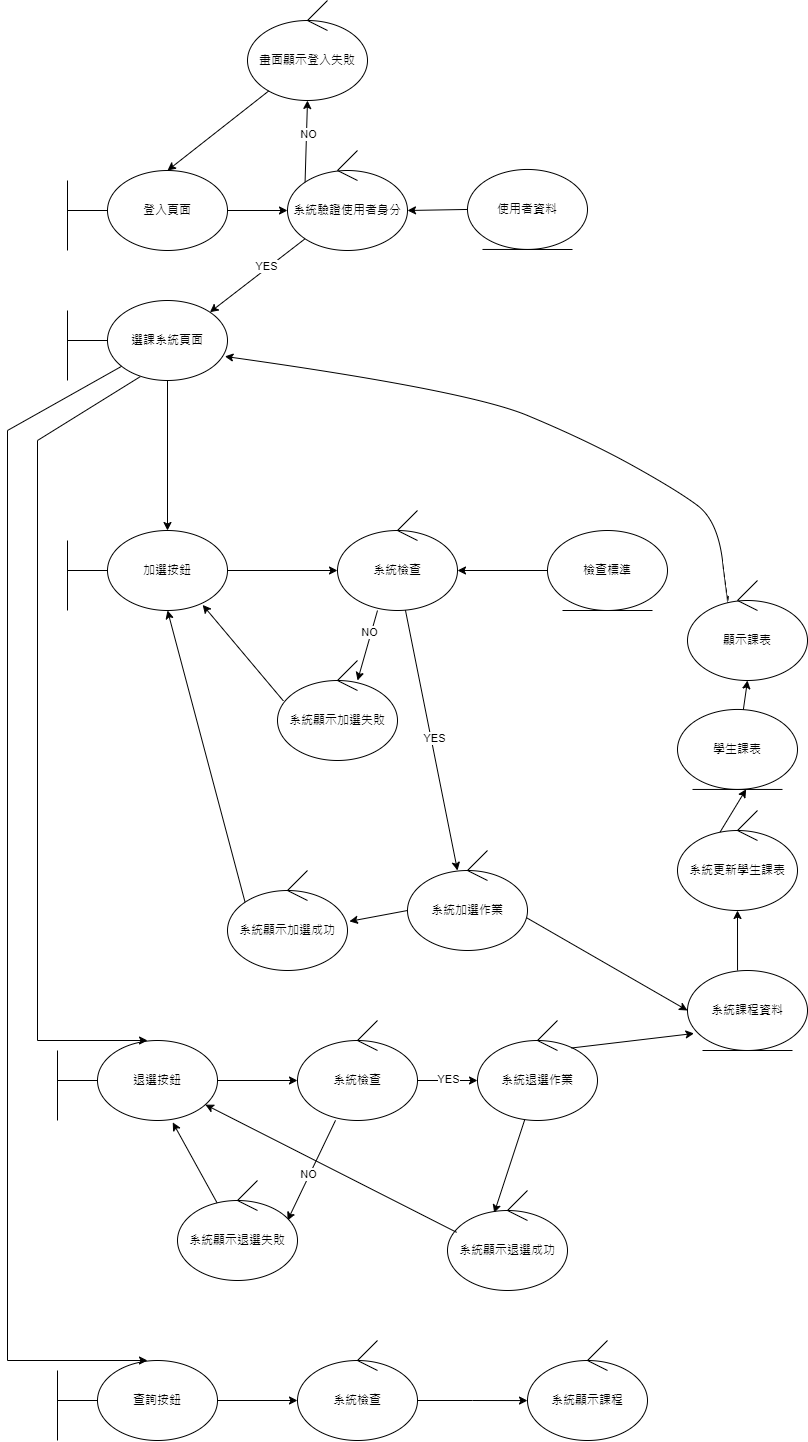 畫面顯示登入失敗
NO
登入頁面
系統驗證使用者身分
使用者資料
YES
選課系統頁面
加選按鈕
系統檢查
檢查標準
NO
顯示課表
系統顯示加選失敗
YES
學生課表
系統更新學生課表
系統加選作業
系統顯示加選成功
系統課程資料
退選按鈕
系統檢查
YES
系統退選作業
NO
系統顯示退選失敗
系統顯示退選成功
查詢按鈕
系統檢查
系統顯示課程